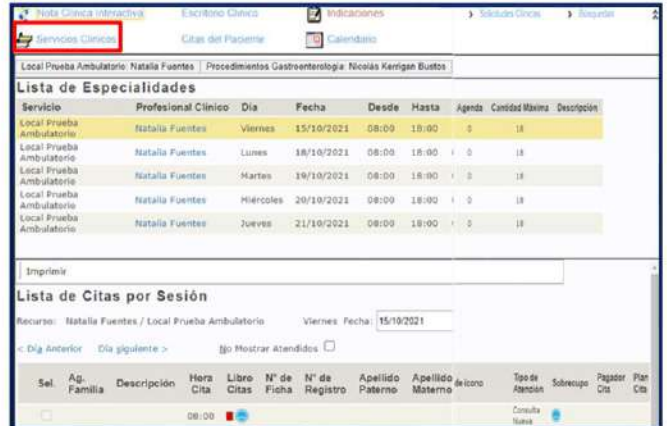 Nota Clínica Interactiva Escritorio Clínico Indicaciones Solicitudes Clínicas Búsquedas
Servicios Clínicos Citas del Paciente Calendario
Local Prueba Ambulatorio: Natalia Fuentes Procedimientos Gastroenterología: Nicolás Kerrigan Bustos
Lista de Especialidades
Servicio Profesional Clínico Día Fecha Desde Hasta Agenda Cantidad Máxima Descripción
Local Prueba Ambulatorio Natalia Fuentes Viernes 15/10/2021 08:00 18:00 0 18
Local Prueba Ambulatorio Natalia Fuentes Lunes 18/10/2021 08:00 18:00 0 18
Local Prueba Ambulatorio Natalia Fuentes Martes 19/10/2021 08:00 18:00 0 18
Local Prueba Ambulatorio Natalia Fuentes Miércoles 20/10/2021 08:00 18:00 0 18
Local Prueba Ambulatorio Natalia Fuentes Jueves 21/10/2021 08:00 18:00 0 18
Imprimir
Lista de Citas por Sesión
Recurso: Natalia Fuentes / Local Prueba Ambulatorio Viernes Fecha: 15/10/2021
< Día Anterior Día siguiente > No Mostrar Atendidos
Sel. Ag. Familia Descripción Hora Cita Libro Citas N° de Ficha N° de Registro Apellido Paterno Apellido Materno de icono Tipo de Atención Sobrecupo Pagador Cita Plan Cita
08:00 Consulta Nueva